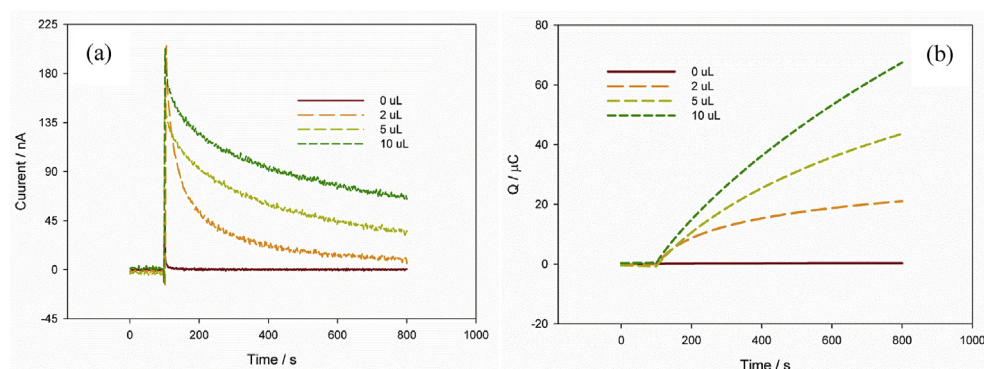 (a)
225
180
135
90
45
0
-45
Cuurent / nA
0 uL
2 uL
5 uL
10 uL
0 200 400 600 800 1000
Time / s
(b)
80
60
40
20
0
-20
Q / μC
0 uL
2 uL
5 uL
10 uL
0 200 400 600 800 1000
Time / s